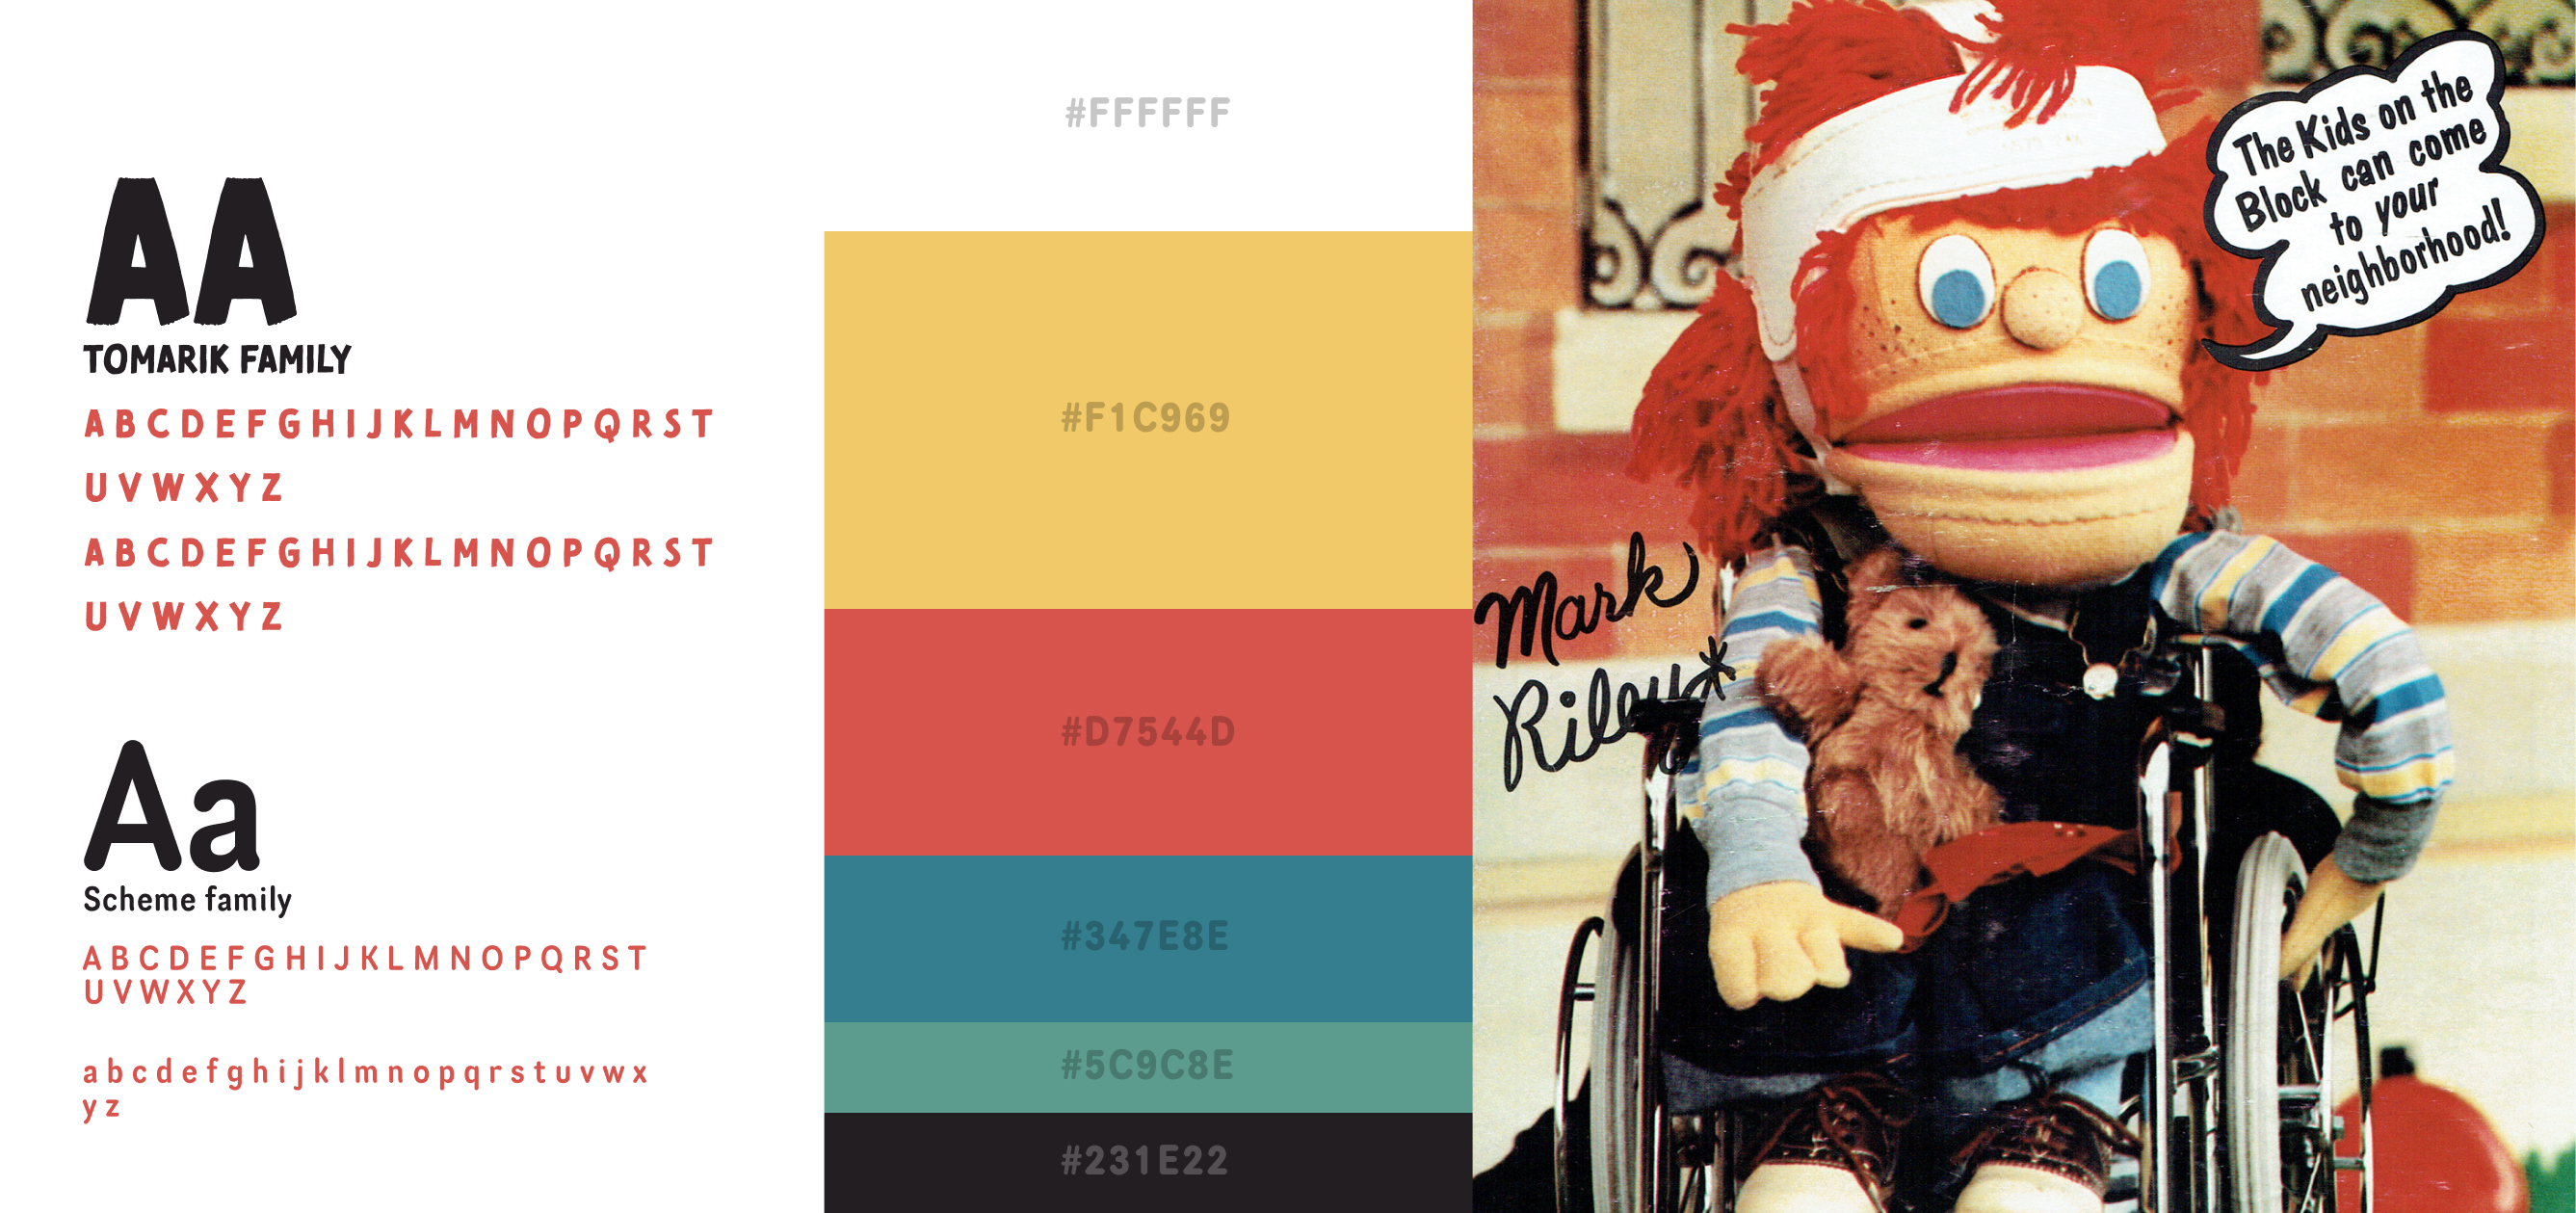 AA
TOMARIK FAMILY
A B C D E F G H I J K L M N O P Q R S T
U V W X Y Z
A B C D E F G H I J K L M N O P Q R S T
U V W X Y Z
Aa
Scheme family
A B C D E F G H I J K L M N O P Q R S T
U V W X Y Z
a b c d e f g h i j k l m n o p q r s t u v w x
y z
#FFFFFF
#F1C969
#D7544D
#347E8E
#5C9C8E
#231E22
The Kids on the
Block can come
to your
neighborhood!
Mark
Riley*